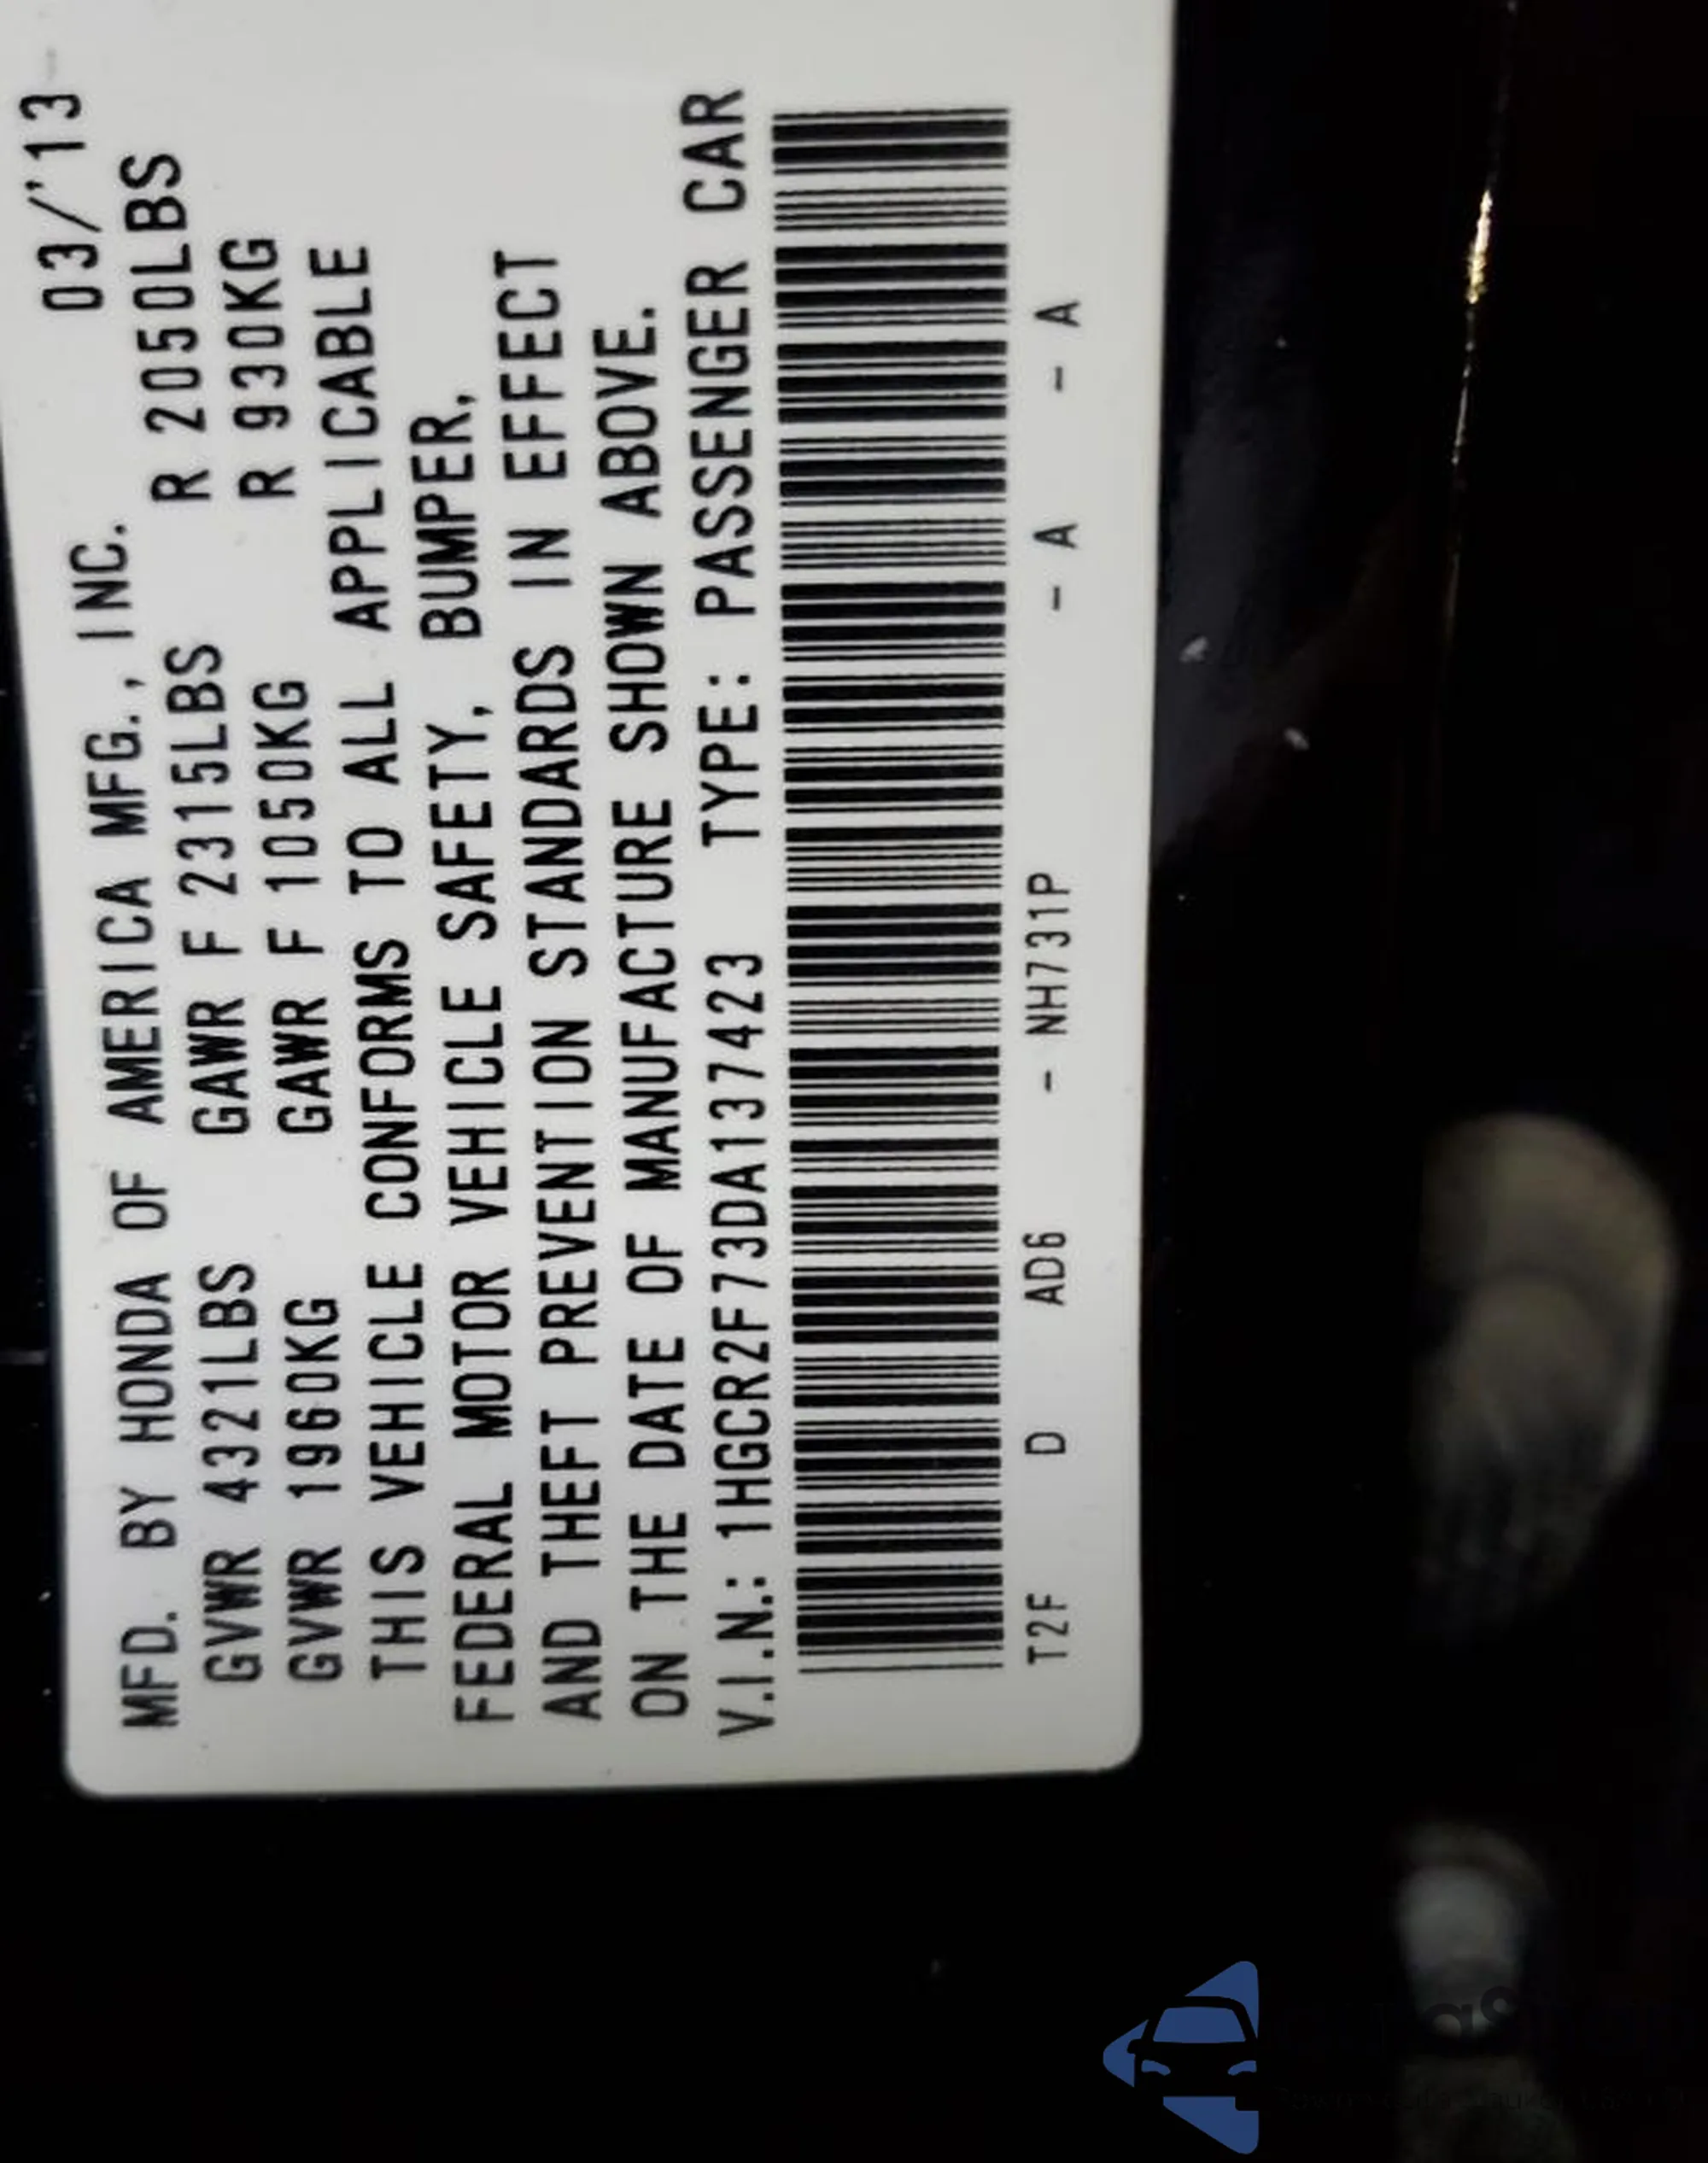 MFD. BY HONDA OF AMERICA MFG., INC. 03/'13
GVWR 4321LBS GAWR F 2315LBS R 2050LBS
GVWR 1960KG GAWR F 1050KG R 930KG
THIS VEHICLE CONFORMS TO ALL APPLICABLE
FEDERAL MOTOR VEHICLE SAFETY, BUMPER,
AND THEFT PREVENTION STANDARDS IN EFFECT
ON THE DATE OF MANUFACTURE SHOWN ABOVE.
V.I.N.: 1HGCR2F73DA137423 TYPE: PASSENGER CAR
T2F D AD6 - NH731P - A - A